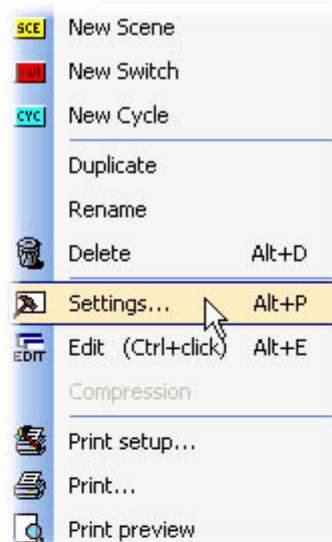 SCE New Scene
SWI New Switch
CYC New Cycle
Duplicate
Rename
Delete Alt+D
Settings... Alt+P
EDIT Edit (Ctrl+click) Alt+E
Compression
Print setup...
Print...
Print preview